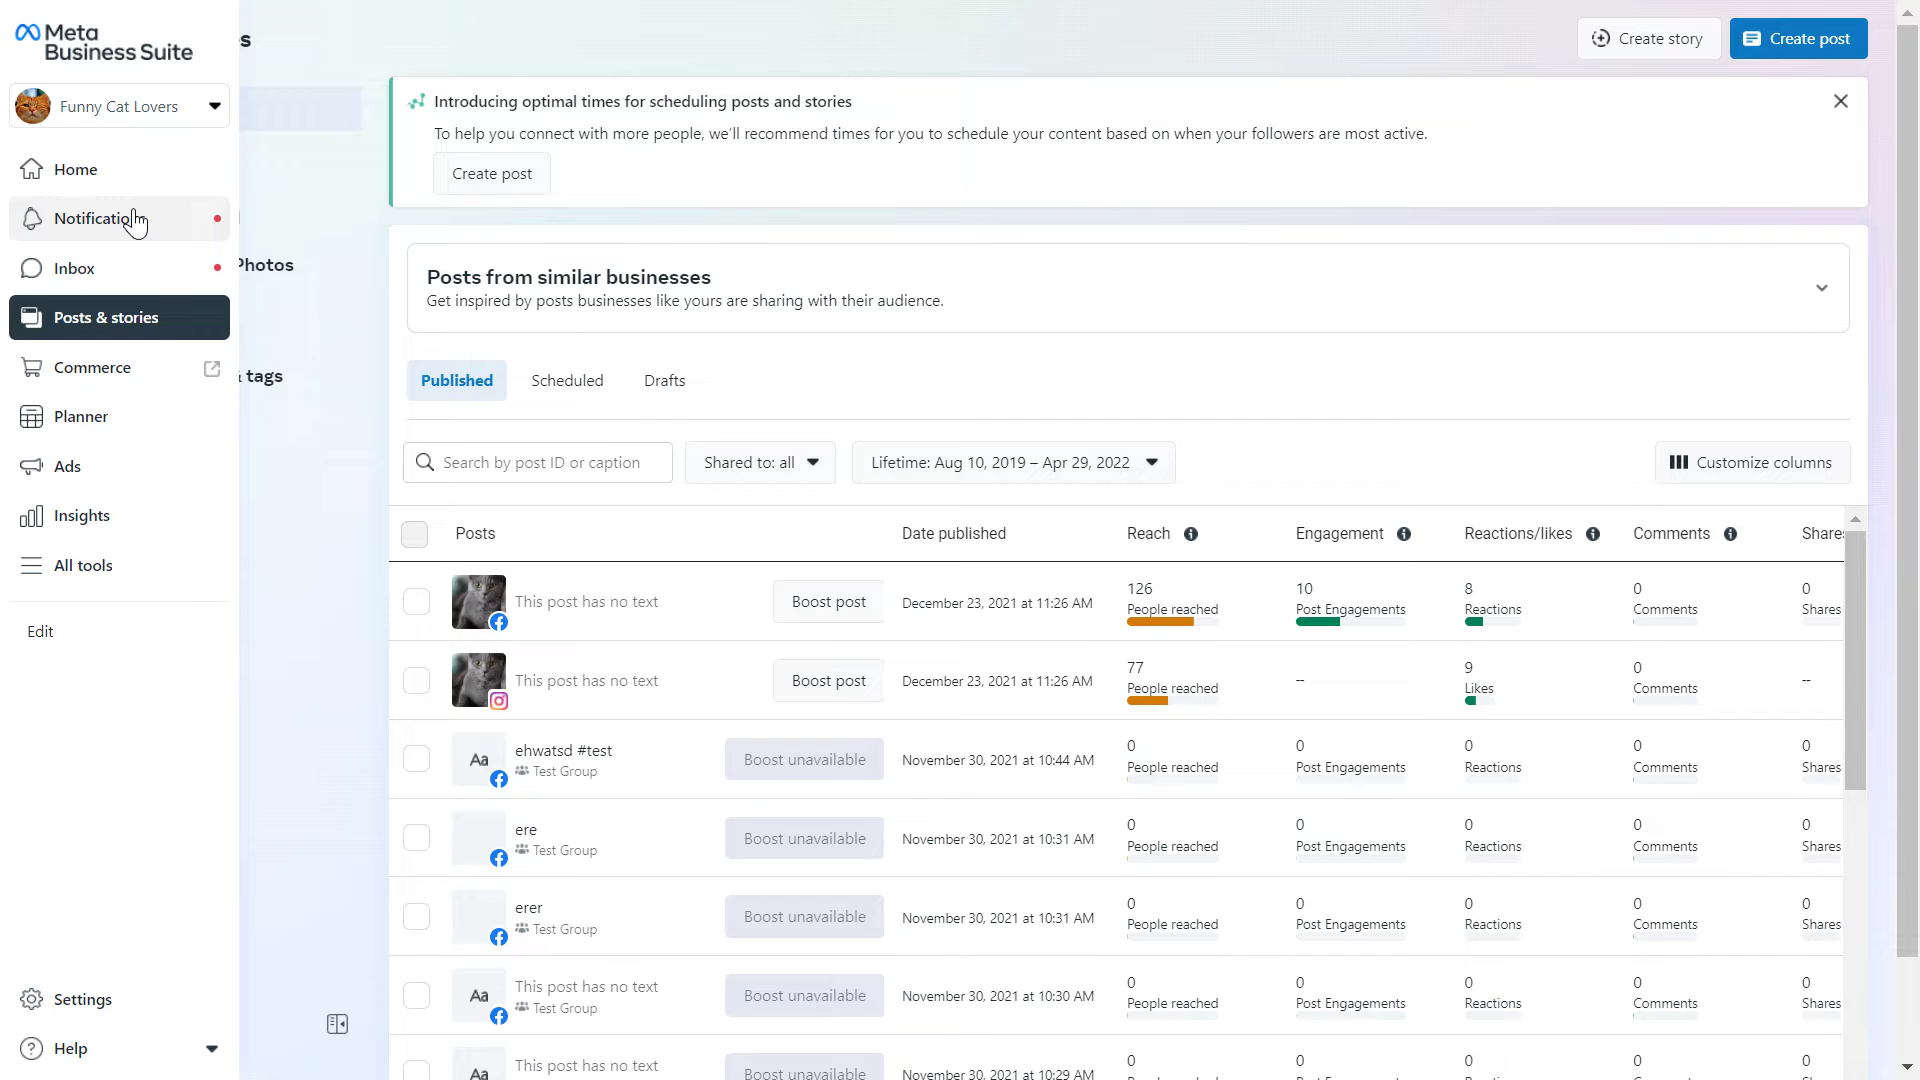 Meta
Business Suite
s
Create story
Create post
Funny Cat Lovers
Introducing optimal times for scheduling posts and stories
To help you connect with more people, we'll recommend times for you to schedule your content based on when your followers are most active.
Create post
Home
Notification
Inbox
Photos
Posts & stories
Commerce
& tags
Planner
Ads
Insights
All tools
Edit
Settings
Help
Posts from similar businesses
Get inspired by posts businesses like yours are sharing with their audience.
Published Scheduled Drafts
Search by post ID or caption
Shared to: all
Lifetime: Aug 10, 2019 – Apr 29, 2022
Customize columns
Posts Date published Reach Engagement Reactions/likes Comments Shares
This post has no text Boost post December 23, 2021 at 11:26 AM 126 10 8 0 0
People reached Post Engagements Reactions Comments Shares
This post has no text Boost post December 23, 2021 at 11:26 AM 77 -- 9 0 --
People reached Likes Comments
ehwatsd #test Boost unavailable November 30, 2021 at 10:44 AM 0 0 0 0 0
Aa Test Group People reached Post Engagements Reactions Comments Shares
ere Boost unavailable November 30, 2021 at 10:31 AM 0 0 0 0 0
Test Group People reached Post Engagements Reactions Comments Shares
erer Boost unavailable November 30, 2021 at 10:31 AM 0 0 0 0 0
Test Group People reached Post Engagements Reactions Comments Shares
This post has no text Boost unavailable November 30, 2021 at 10:30 AM 0 0 0 0 0
Aa Test Group People reached Post Engagements Reactions Comments Shares
This post has no text Boost unavailable November 30, 2021 at 10:29 AM 0 0 0 0 0
Aa